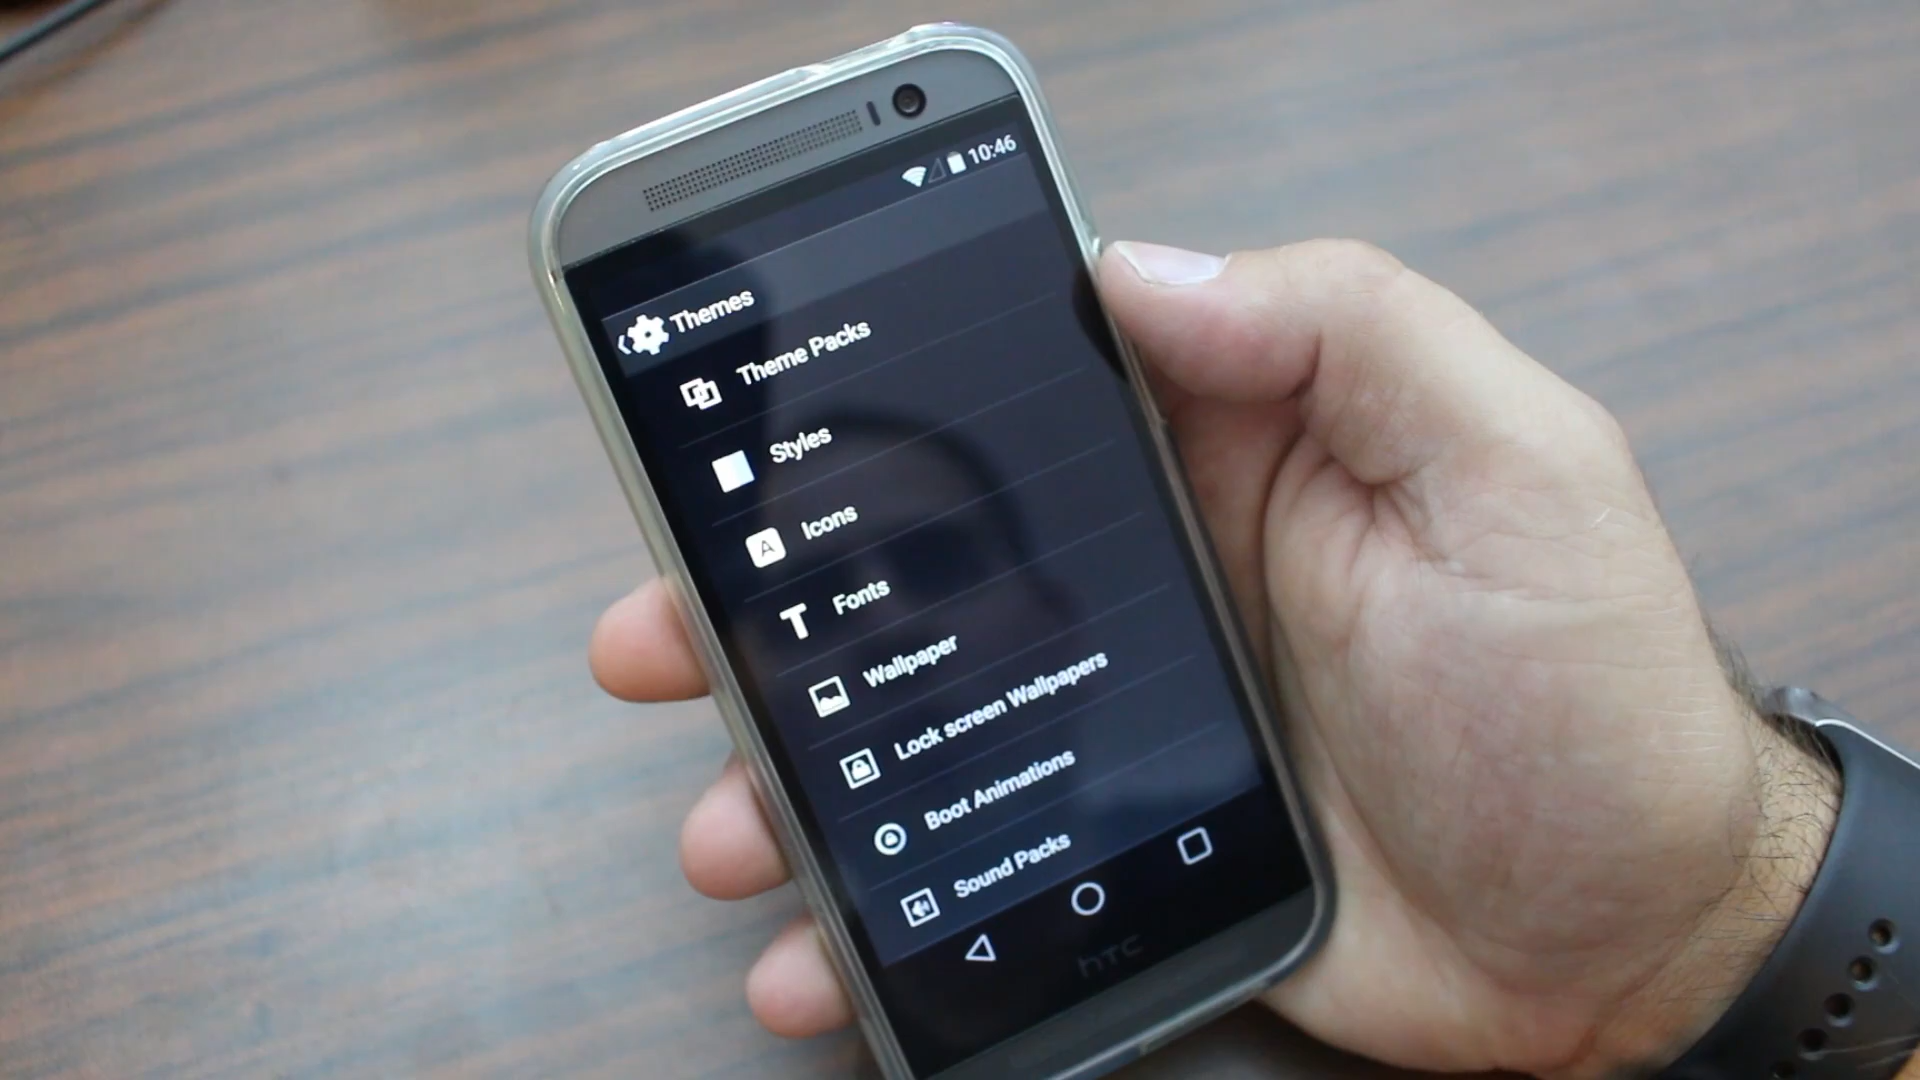 10:46
Themes
Theme Packs
Styles
A
Icons
T
Fonts
Wallpaper
Lock screen Wallpapers
Boot Animations
Sound Packs
hTC